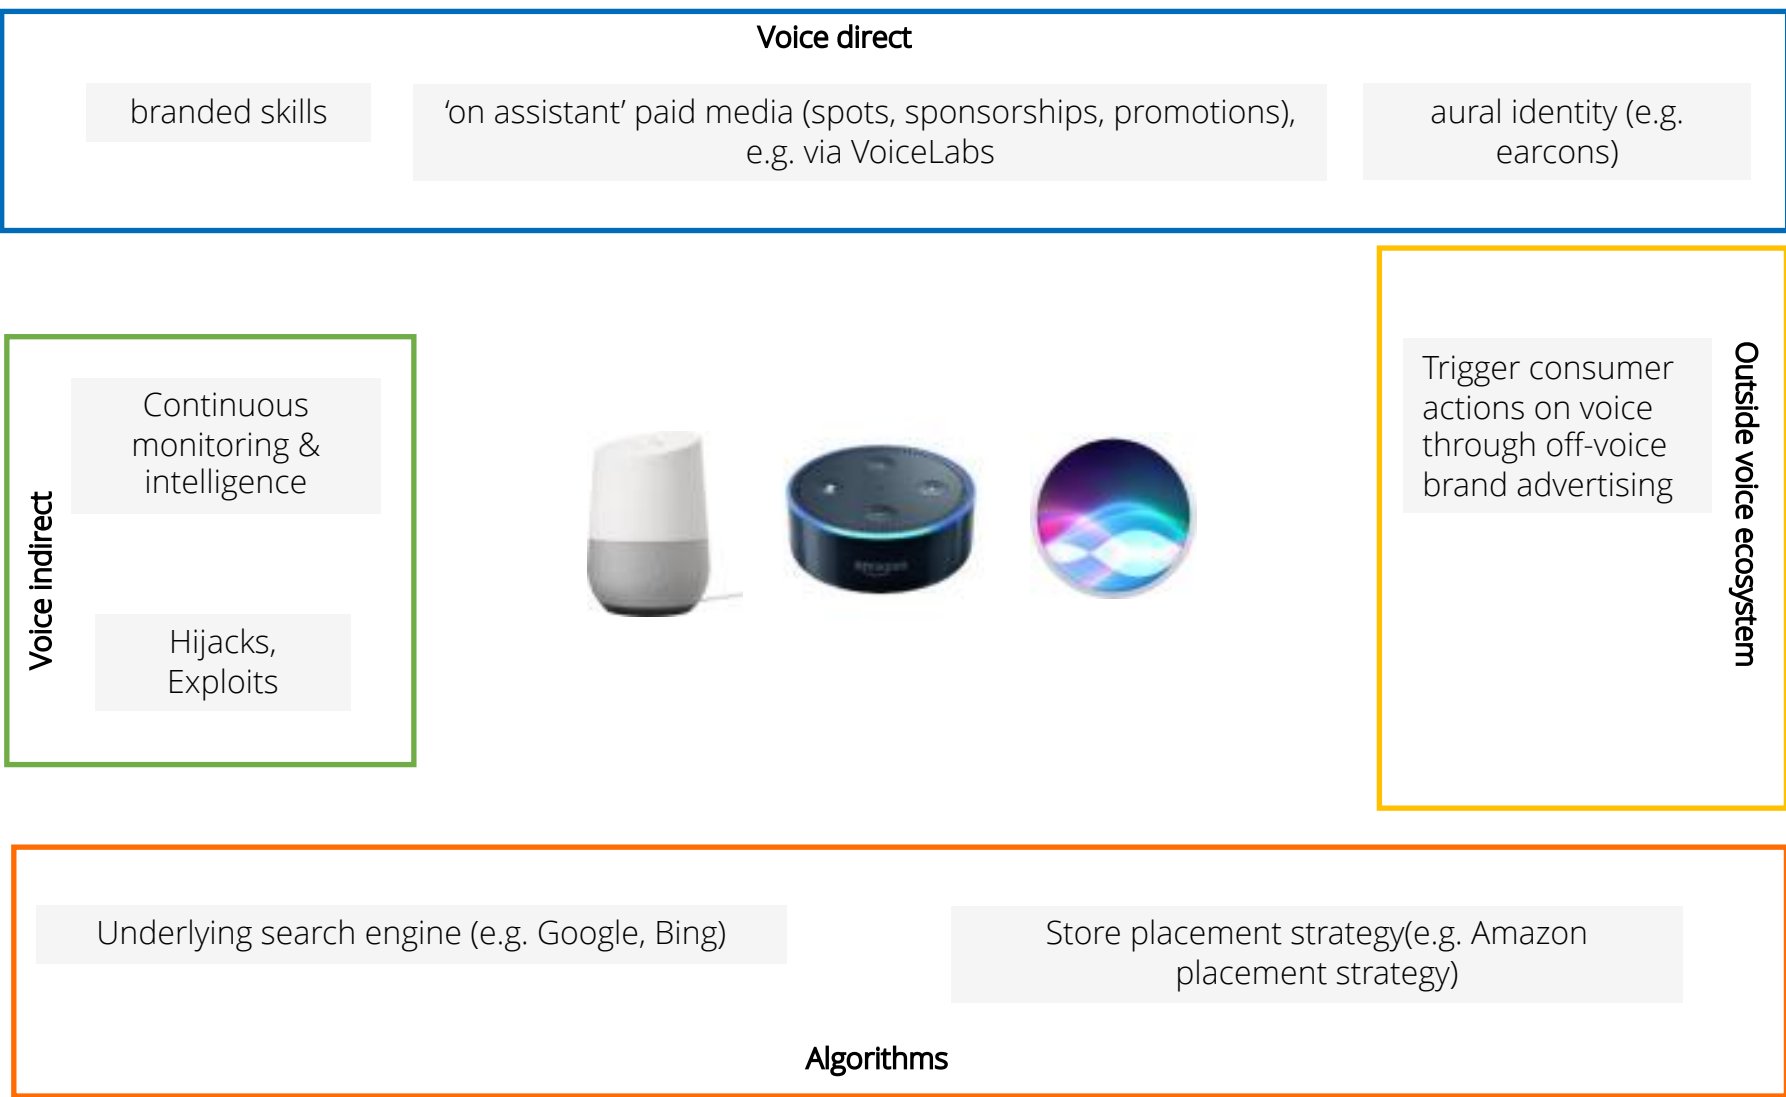 Voice direct
branded skills
‘on assistant’ paid media (spots, sponsorships, promotions),
e.g. via VoiceLabs
aural identity (e.g.
earcons)
Voice indirect
Continuous
monitoring &
intelligence
Hijacks,
Exploits
amazon
Trigger consumer
actions on voice
through off-voice
brand advertising
Outside voice ecosystem
Underlying search engine (e.g. Google, Bing)
Store placement strategy(e.g. Amazon
placement strategy)
Algorithms